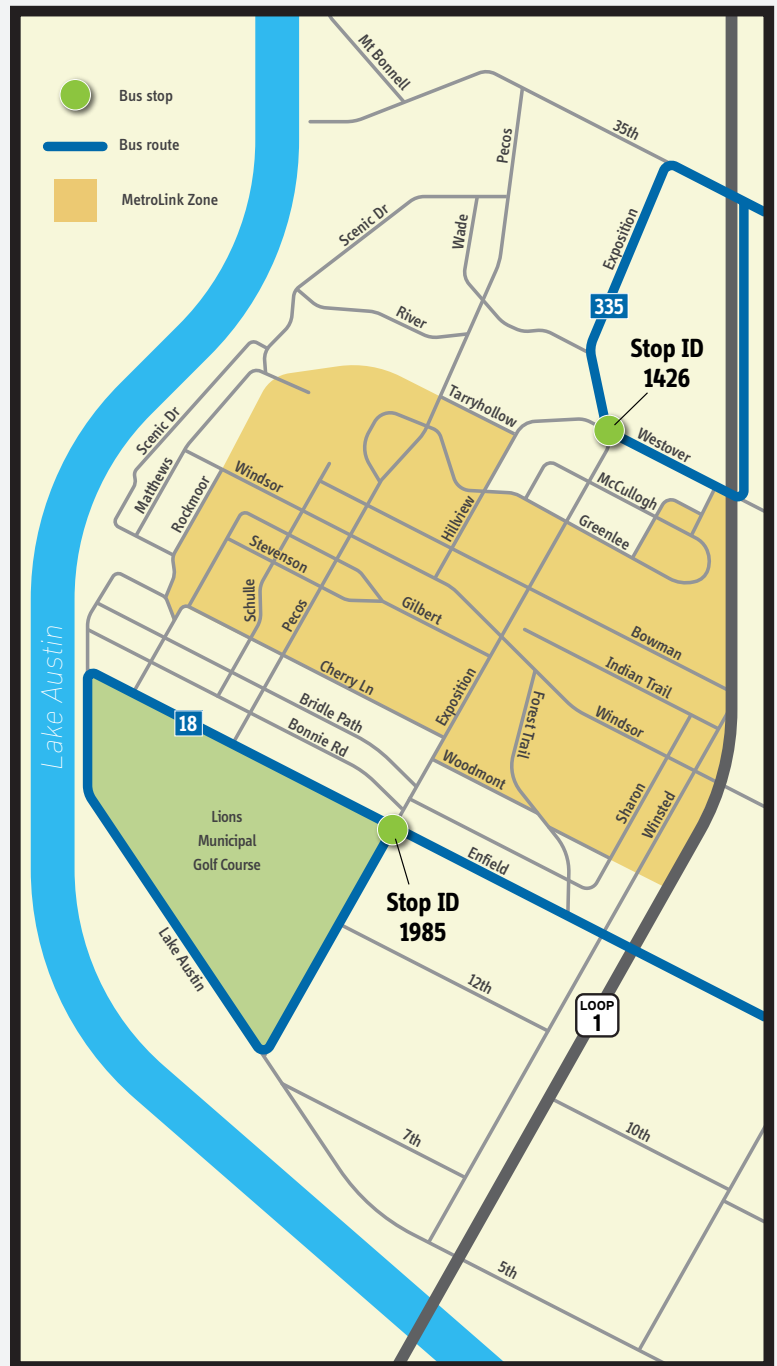 Mt Bonnell
Bus stop
Bus route
MetroLink Zone
35th
Pecos
Scenic Dr
Wade
Exposition
335
River
Stop ID
1426
Tarryhollow
Westover
Scenic Dr
Matthews
Rockmoor
Windsor
McCullogh
Greenlee
Hillview
Stevenson
Schulle
Pecos
Gilbert
Bowman
Indian Trail
Cherry Ln
Exposition
Forest Trail
Windsor
Bridle Path
Bonnie Rd
Lake Austin
18
Woodmont
Sharon
Winsted
Lions
Municipal
Golf Course
Enfield
Stop ID
1985
Lake Austin
12th
LOOP
1
7th
10th
5th